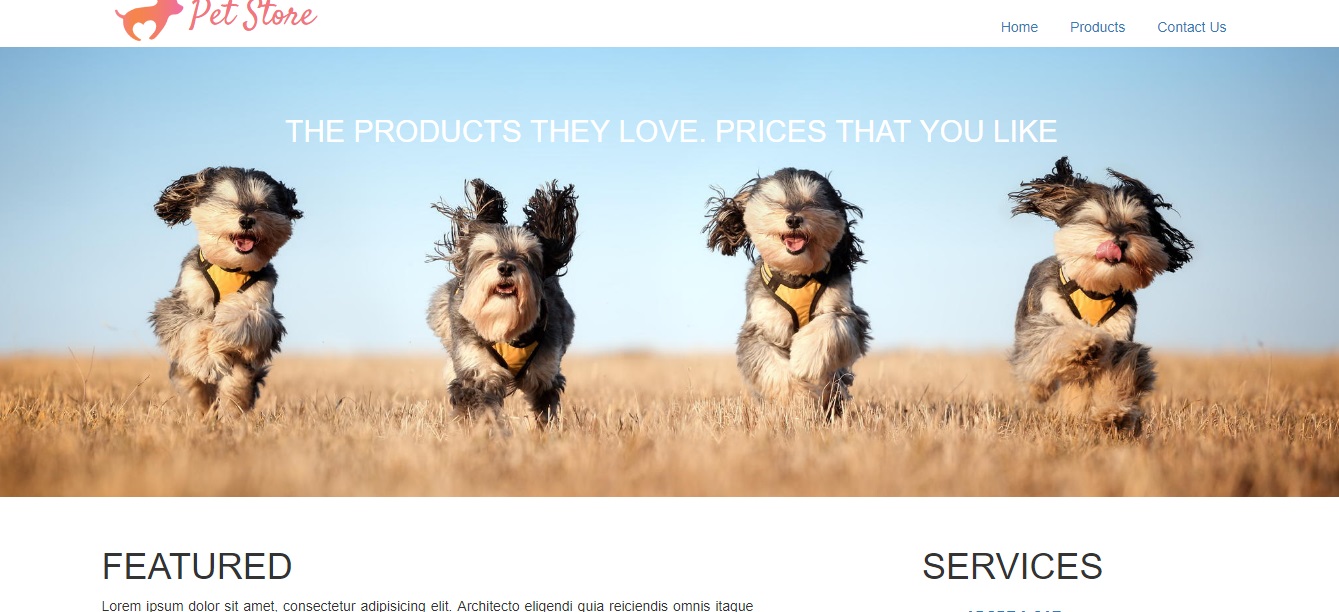 Pet Store
Home Products Contact Us
THE PRODUCTS THEY LOVE. PRICES THAT YOU LIKE
FEATURED
SERVICES
Lorem ipsum dolor sit amet, consectetur adipisicing elit. Architecto eligendi quia reiciendis omnis itaque